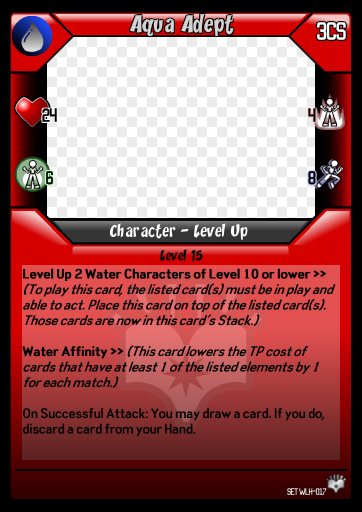 Aqua Adept
3CS
24
4
6
8
Character - Level Up
Level 15
Level Up 2 Water Characters of Level 10 or lower >>
(To play this card, the listed card(s) must be in play and
able to act. Place this card on top of the listed card(s).
Those cards are now in this card's Stack.)
Water Affinity >> (This card lowers the TP cost of
cards that have at least 1 of the listed elements by 1
for each match.)
On Successful Attack: You may draw a card. If you do,
discard a card from your Hand.
SET WLH-017